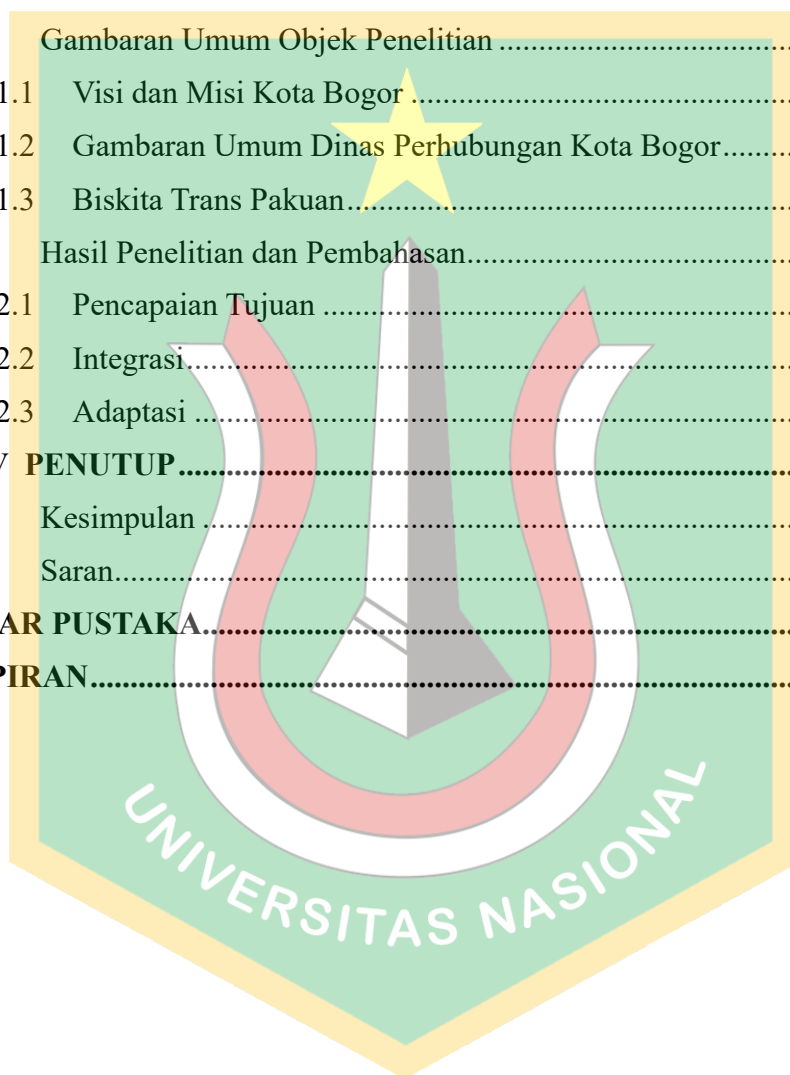 Gambaran Umum Objek Penelitian ........................................
1.1 Visi dan Misi Kota Bogor ........................................
1.2 Gambaran Umum Dinas Perhubungan Kota Bogor.........
1.3 Biskita Trans Pakuan........................................
Hasil Penelitian dan Pembahasan........................................
2.1 Pencapaian Tujuan ........................................
2.2 Integrasi........................................
2.3 Adaptasi ........................................
V PENUTUP........................................
Kesimpulan ........................................
Saran........................................
AR PUSTAKA........................................
PIRAN........................................
UNIVERSITAS NASIONAL